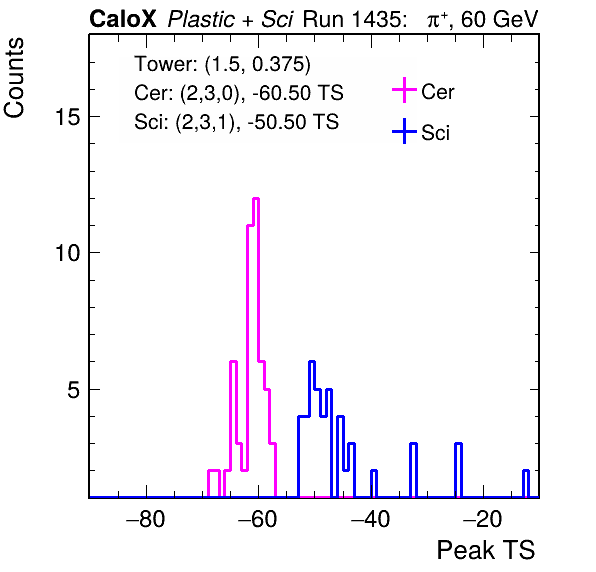 CaloX Plastic + Sci Run 1435: π⁺, 60 GeV
Counts
Tower: (1.5, 0.375)
Cer: (2,3,0), -60.50 TS
Sci: (2,3,1), -50.50 TS
Cer
Sci
15
10
5
−80 −60 −40 −20
Peak TS